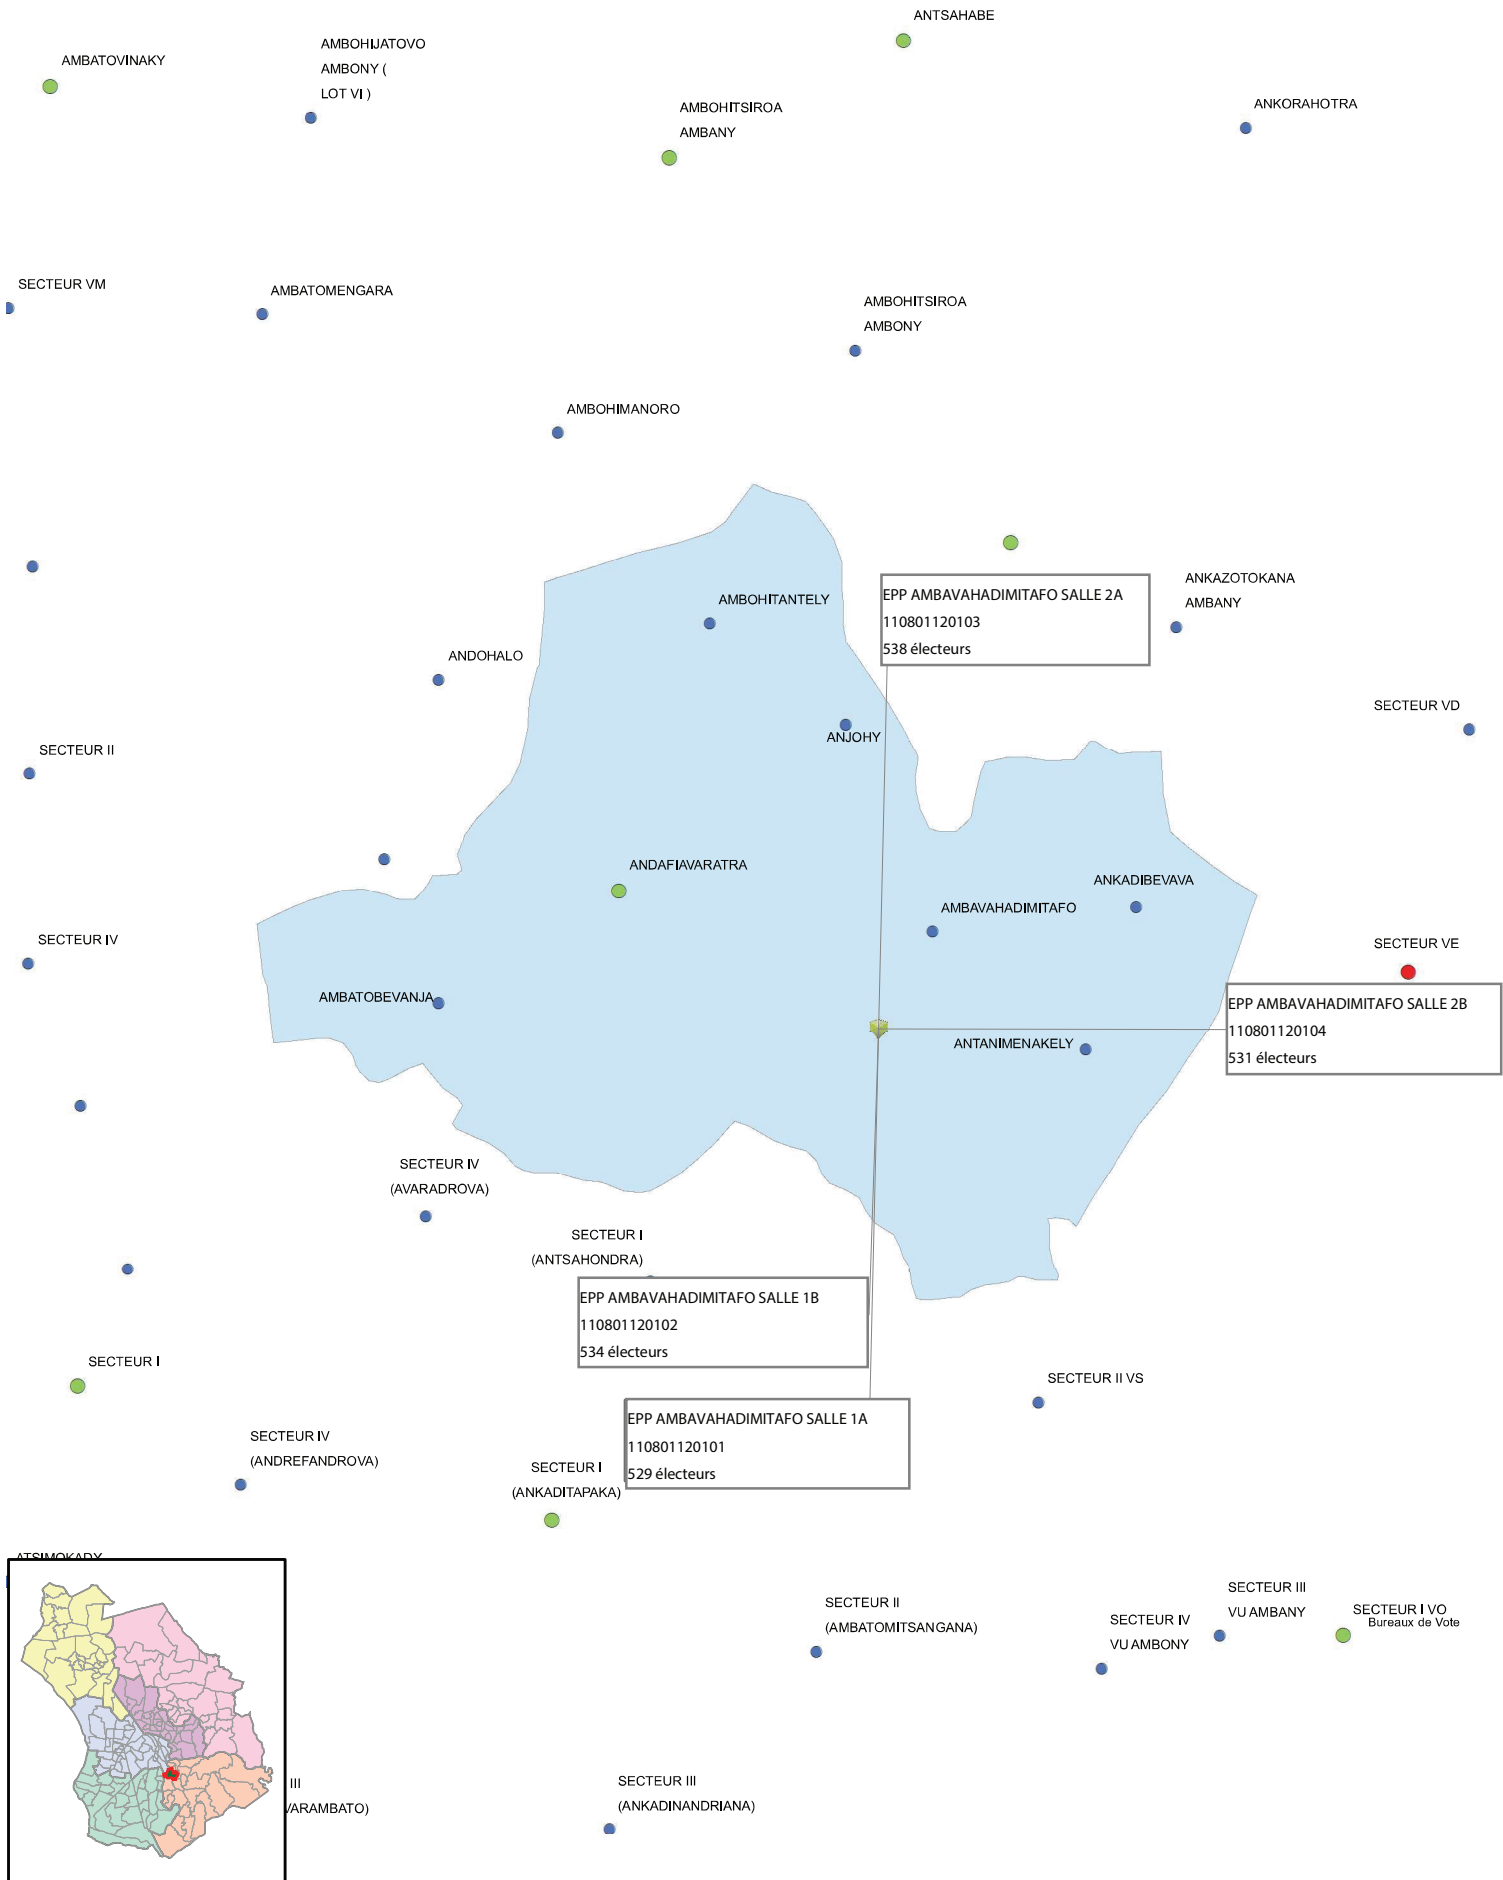 ANTSAHABE
AMBATOVINAKY
AMBOHIJATOVO
AMBONY (
LOT VI )
AMBOHITSIROA
AMBANY
ANKORAHOTRA
SECTEUR VM
AMBATOMENGARA
AMBOHITSIROA
AMBONY
AMBOHIMANORO
EPP AMBAVAHADIMITAFO SALLE 2A
110801120103
538 électeurs
ANKAZOTOKANA
AMBANY
AMBOHITANTELY
ANDOHALO
SECTEUR VD
ANJOHY
SECTEUR II
ANDAFIAVARATRA
ANKADIBEVAVA
AMBAVAHADIMITAFO
SECTEUR IV
SECTEUR VE
AMBATOBEVANJA
EPP AMBAVAHADIMITAFO SALLE 2B
110801120104
531 électeurs
ANTANIMENAKELY
SECTEUR IV
(AVARADROVA)
SECTEUR I
(ANTSAHONDRA)
EPP AMBAVAHADIMITAFO SALLE 1B
110801120102
534 électeurs
SECTEUR I
SECTEUR II VS
EPP AMBAVAHADIMITAFO SALLE 1A
110801120101
529 électeurs
SECTEUR IV
(ANDREFANDROVA)
SECTEUR I
(ANKADITAPAKA)
ATSIMOKADY
SECTEUR II
(AMBATOMITSANGANA)
SECTEUR IV
VU AMBONY
SECTEUR III
VU AMBANY
SECTEUR I VO
Bureaux de Vote
III
VARAMBATO)
SECTEUR III
(ANKADINANDRIANA)